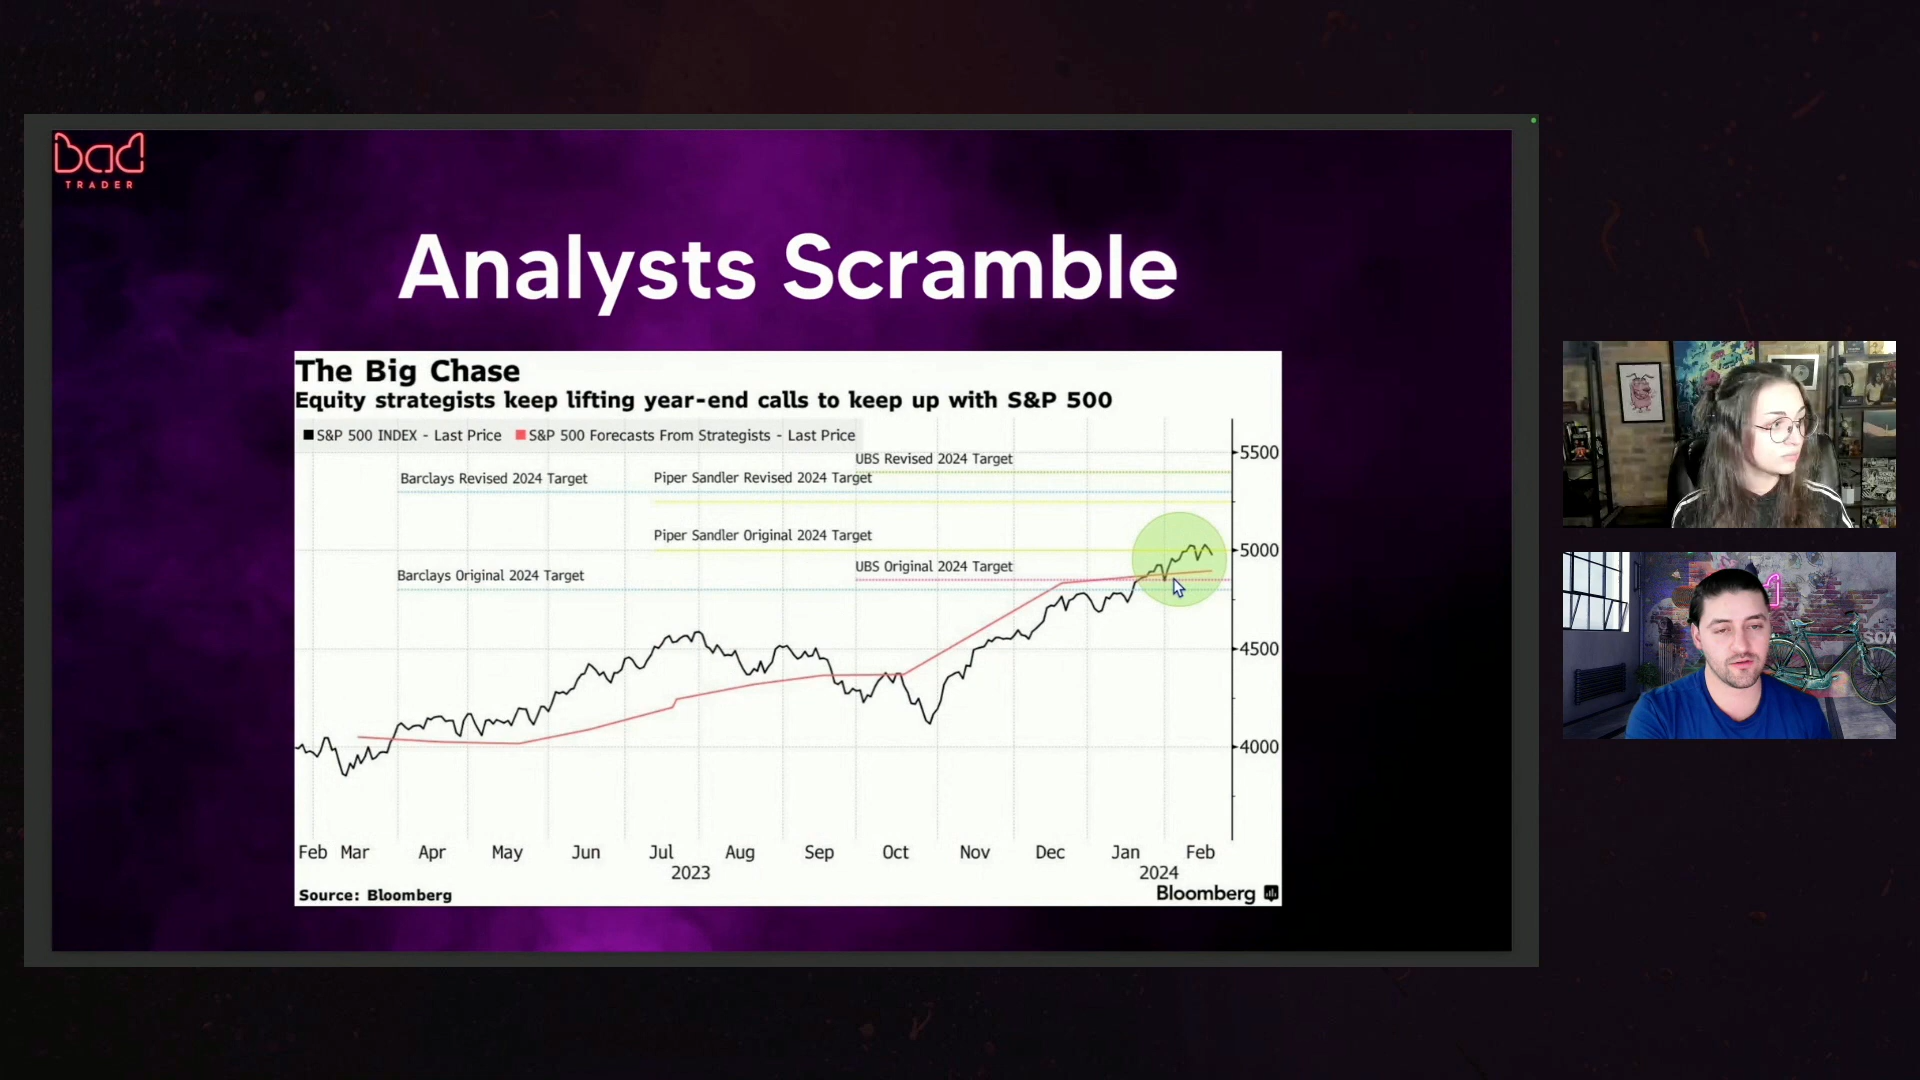 bad
TRADER
Analysts Scramble
The Big Chase
Equity strategists keep lifting year-end calls to keep up with S&P 500
S&P 500 INDEX - Last Price S&P 500 Forecasts From Strategists - Last Price
5500
UBS Revised 2024 Target
Barclays Revised 2024 Target
Piper Sandler Revised 2024 Target
Piper Sandler Original 2024 Target
5000
UBS Original 2024 Target
Barclays Original 2024 Target
4500
4000
Feb Mar Apr May Jun Jul Aug Sep Oct Nov Dec Jan Feb
2023 2024
Source: Bloomberg
Bloomberg